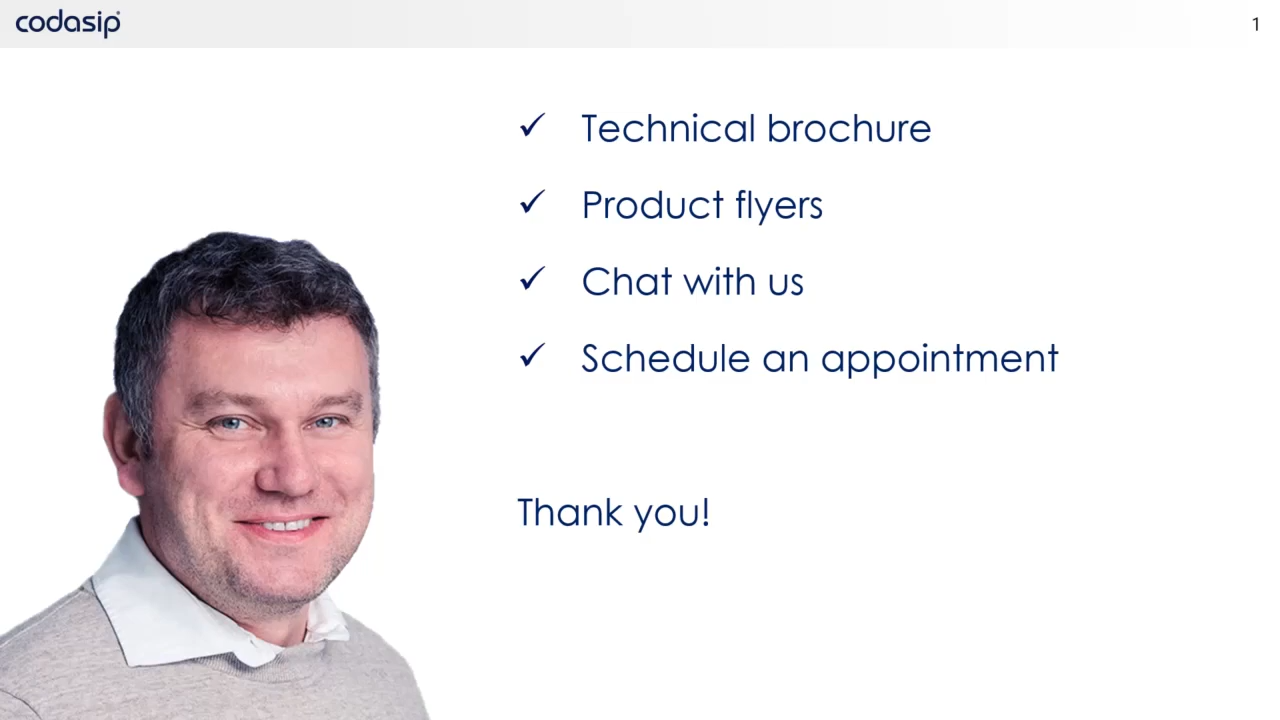 codasip
1
✓ Technical brochure
✓ Product flyers
✓ Chat with us
✓ Schedule an appointment
Thank you!